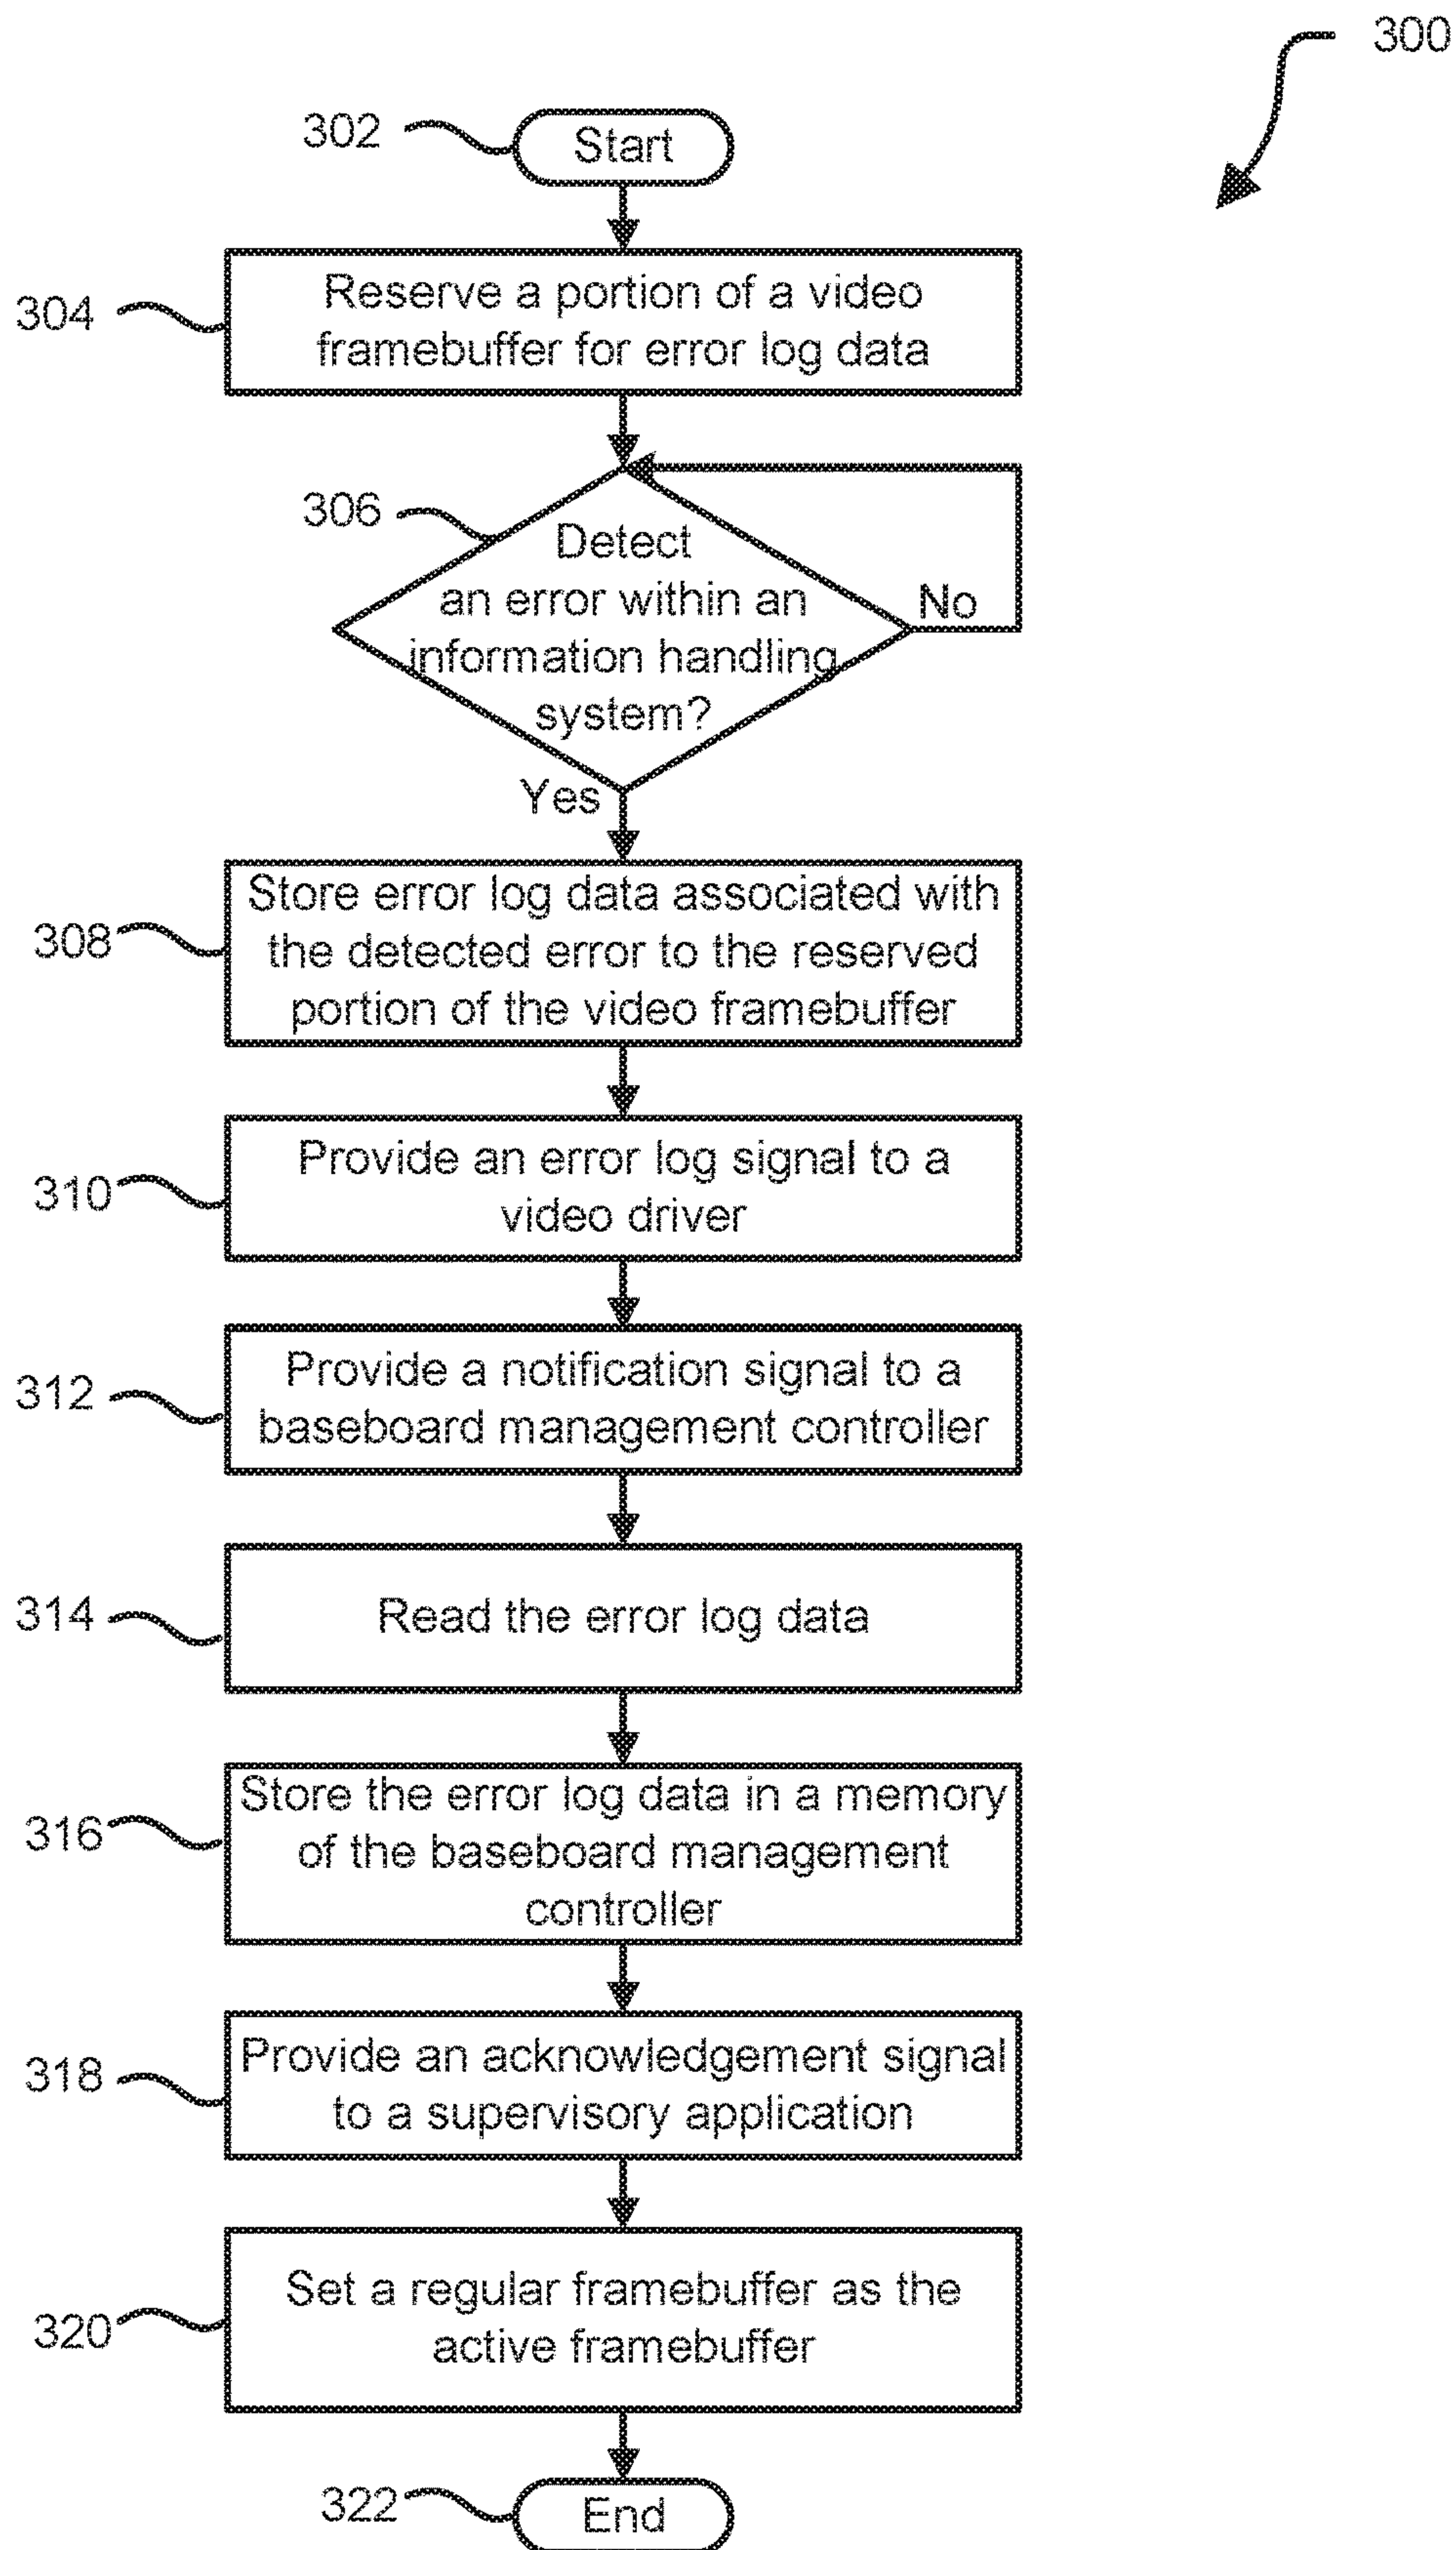 300
302
Start
304
Reserve a portion of a video
framebuffer for error log data
306
Detect
an error within an
information handling
system?
No
Yes
308
Store error log data associated with
the detected error to the reserved
portion of the video framebuffer
310
Provide an error log signal to a
video driver
312
Provide a notification signal to a
baseboard management controller
314
Read the error log data
316
Store the error log data in a memory
of the baseboard management
controller
318
Provide an acknowledgement signal
to a supervisory application
320
Set a regular framebuffer as the
active framebuffer
322
End